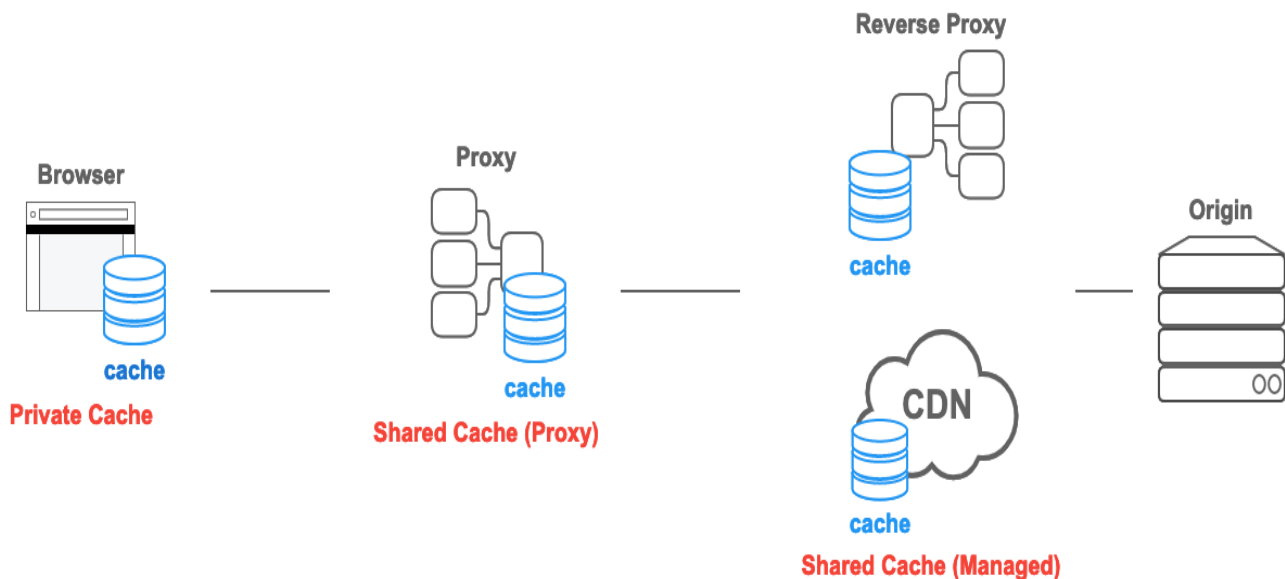 Browser
cache
Private Cache
Proxy
cache
Shared Cache (Proxy)
Reverse Proxy
cache
CDN
cache
Shared Cache (Managed)
Origin